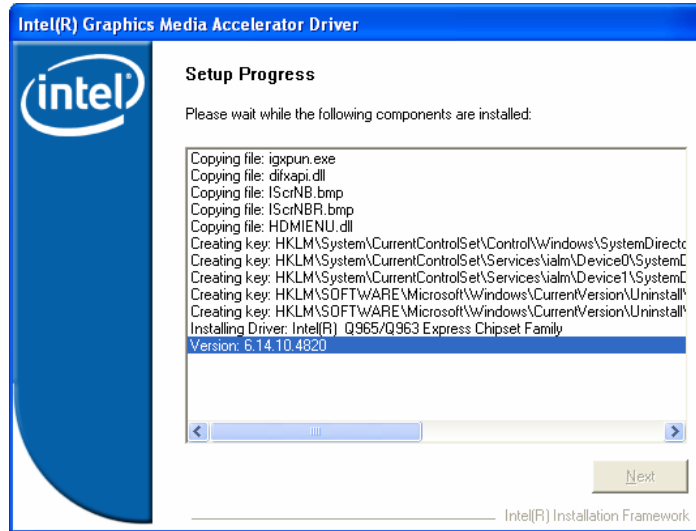 Intel(R) Graphics Media Accelerator Driver
intel
Setup Progress
Please wait while the following components are installed:
Copying file: igxpun.exe
Copying file: difxapi.dll
Copying file: IScrNB.bmp
Copying file: IScrNBR.bmp
Copying file: HDMIENU.dll
Creating key: HKLM\System\CurrentControlSet\Control\Windows\SystemDirecto
Creating key: HKLM\System\CurrentControlSet\Services\ialm\Device0\SystemD
Creating key: HKLM\System\CurrentControlSet\Services\ialm\Device1\SystemD
Creating key: HKLM\SOFTWARE\Microsoft\Windows\CurrentVersion\Uninstall\
Creating key: HKLM\SOFTWARE\Microsoft\Windows\CurrentVersion\Uninstall\
Installing Driver: Intel(R) Q965/Q963 Express Chipset Family
Version: 6.14.10.4820
Next
Intel(R) Installation Framework